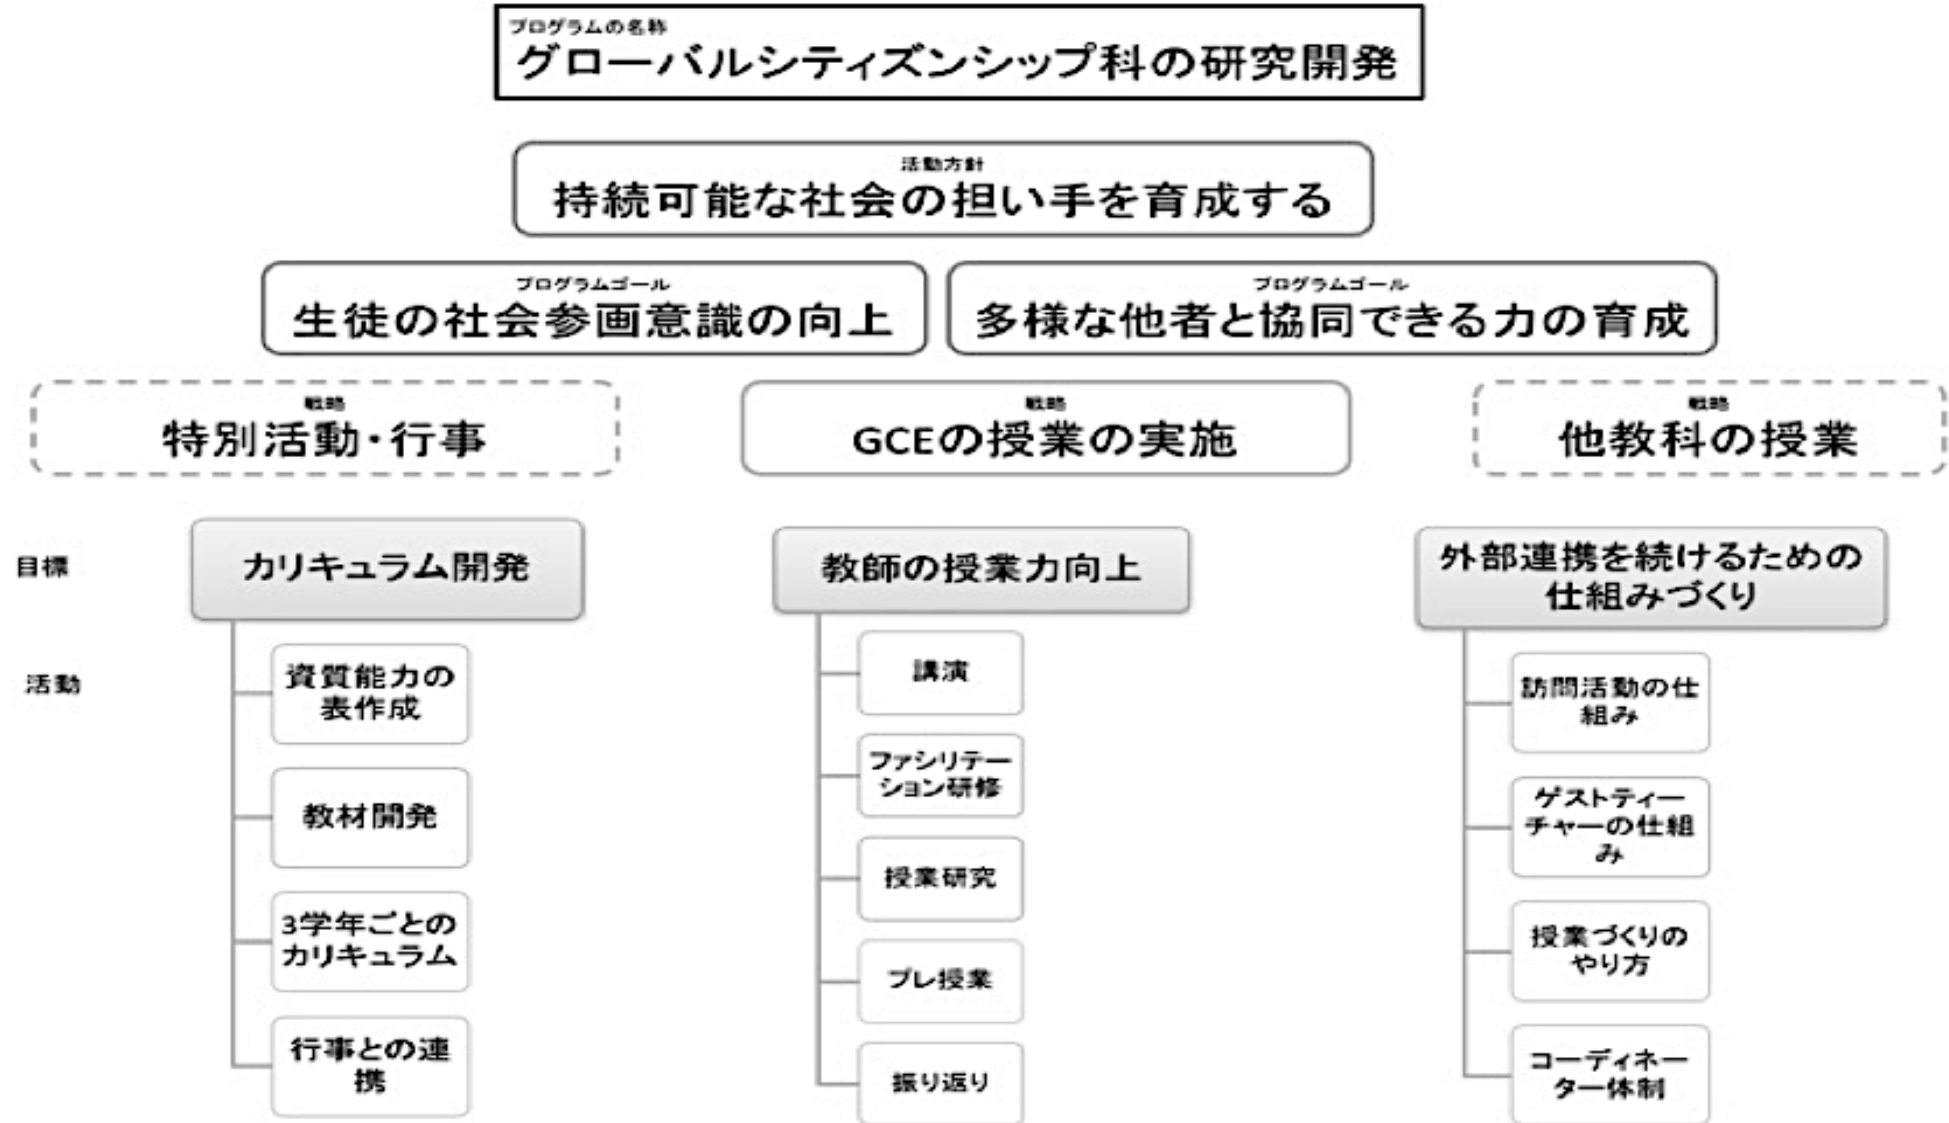 プログラムの名称
グローバルシティズンシップ科の研究開発
活動方針
持続可能な社会の担い手を育成する
プログラムゴール
生徒の社会参画意識の向上
プログラムゴール
多様な他者と協同できる力の育成
戦略
特別活動・行事
戦略
GCEの授業の実施
戦略
他教科の授業
目標
カリキュラム開発
教師の授業力向上
外部連携を続けるための
仕組みづくり
活動
資質能力の
表作成
教材開発
3学年ごとの
カリキュラム
行事との連
携
講演
ファシリテー
ション研修
授業研究
プレ授業
振り返り
訪問活動の仕
組み
ゲストティー
チャーの仕組
み
授業づくりの
やり方
コーディネー
ター体制